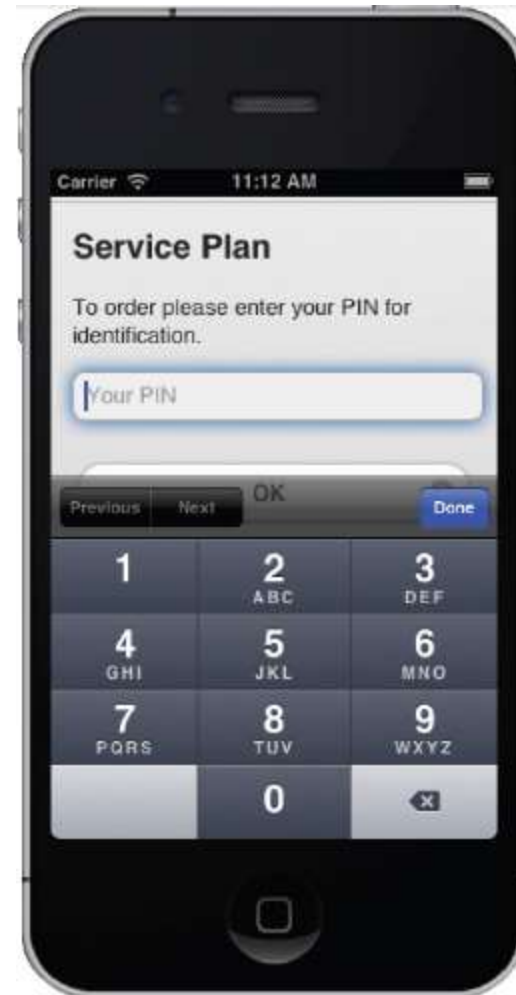 Carrier 11:12 AM
Service Plan
To order please enter your PIN for
identification.
Your PIN
OK
Previous Next Done
1 2 3
ABC DEF
4 5 6
GHI JKL MNO
7 8 9
PQRS TUV WXYZ
0